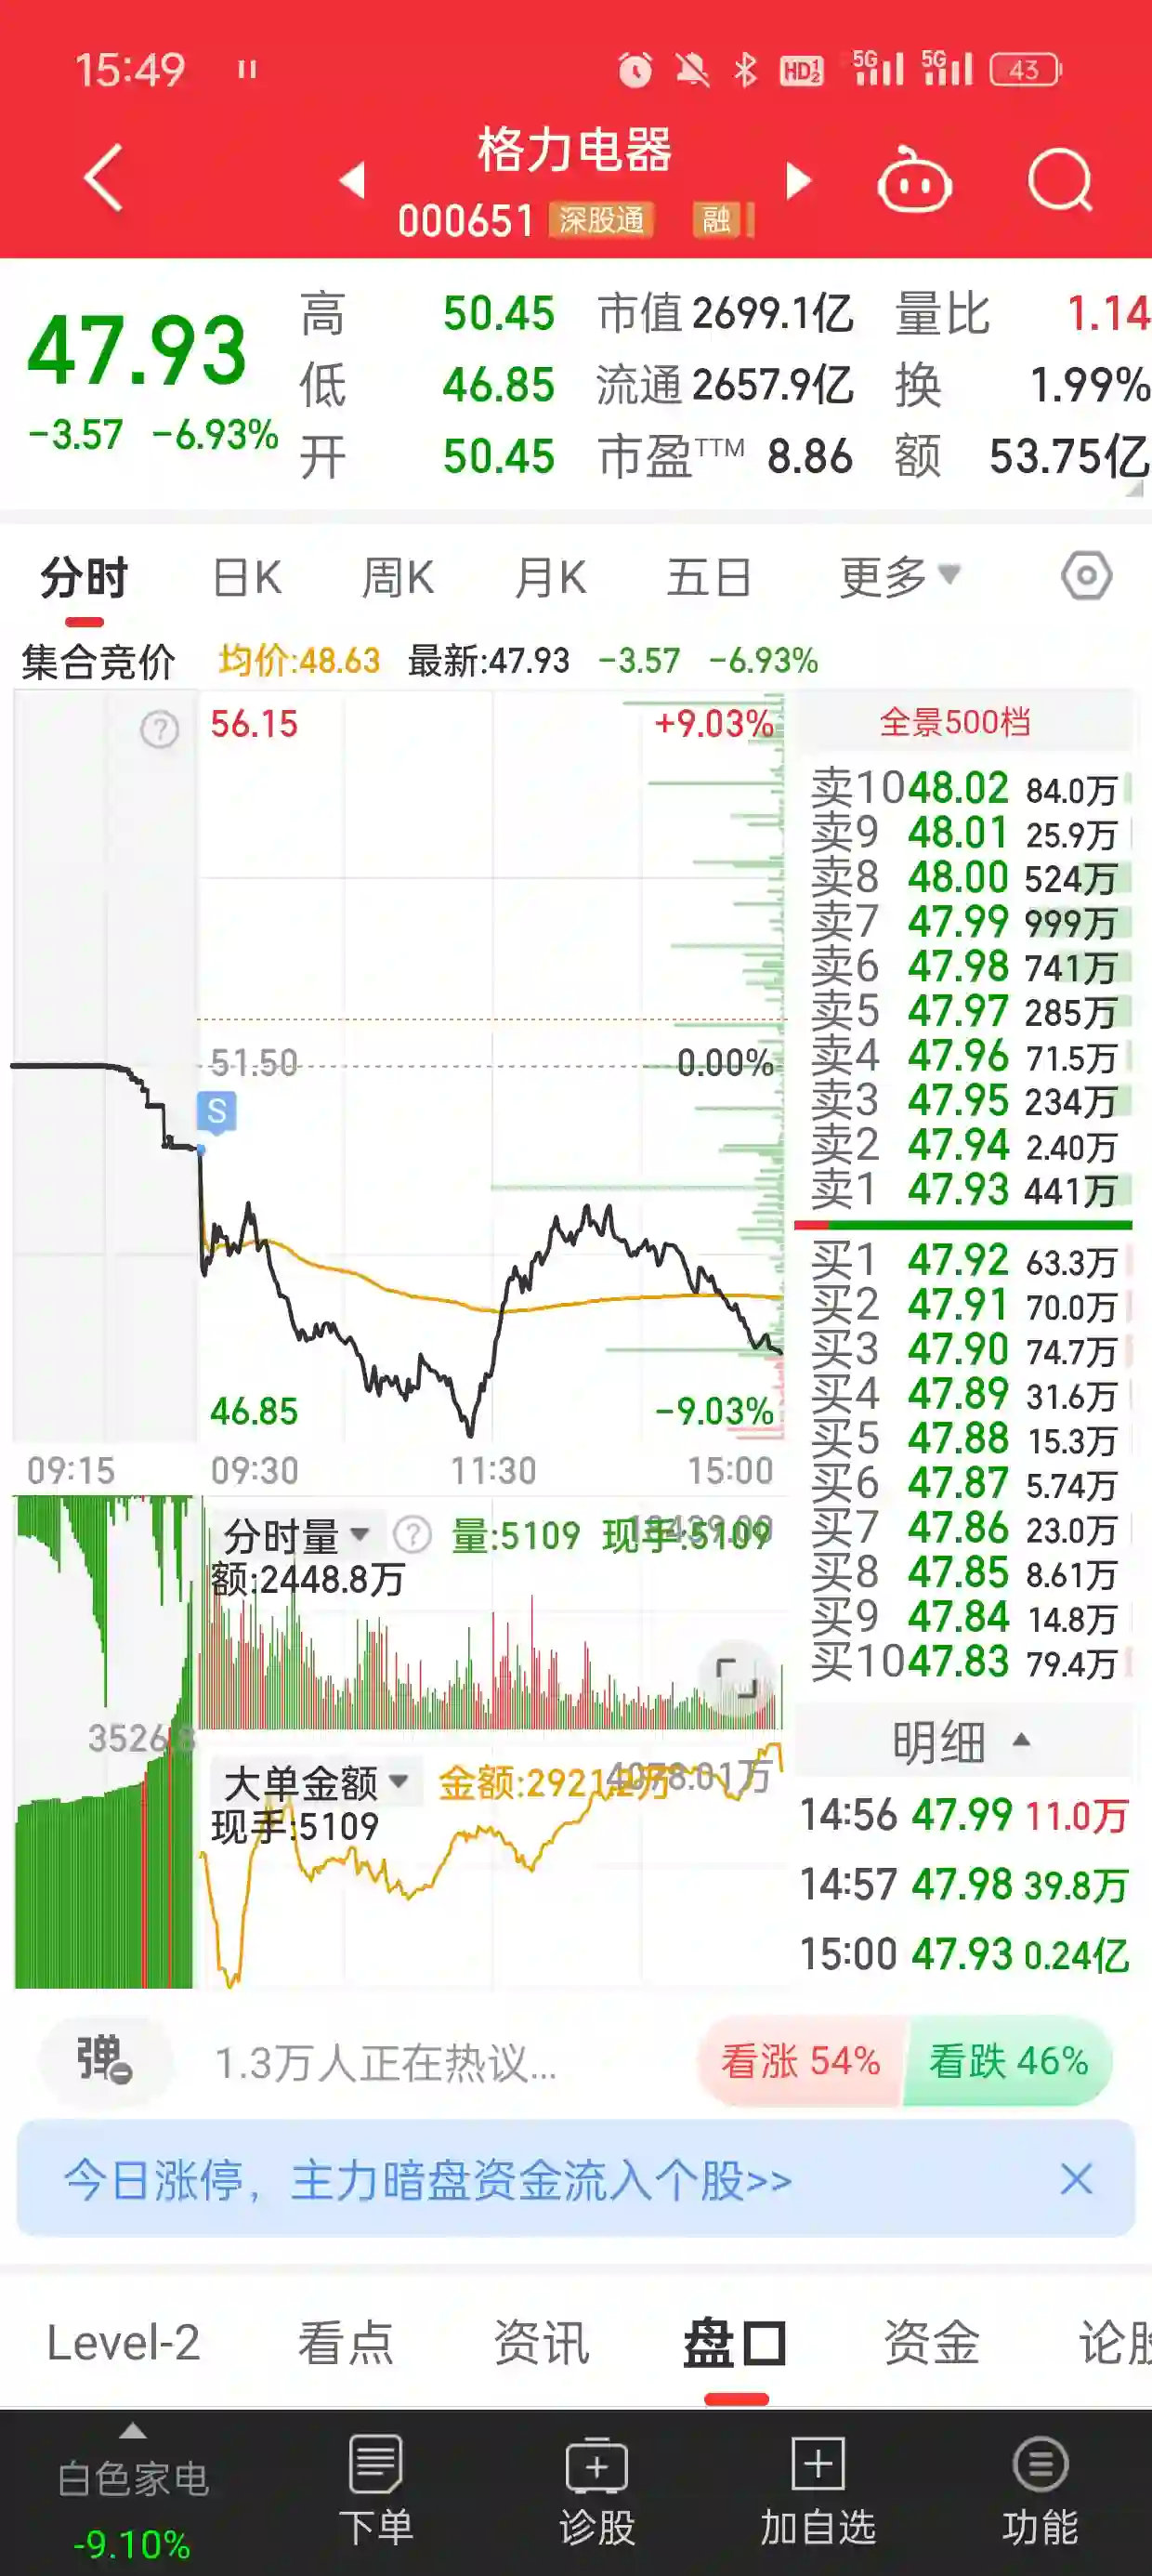 15:49
HD 1 2 5G 5G 43
格力电器
000651 深股通 融
47.93
-3.57 -6.93%
高 50.45 市值 2699.1亿 量比 1.14
低 46.85 流通 2657.9亿 换 1.99%
开 50.45 市盈TTM 8.86 额 53.75亿
分时 日K 周K 月K 五日 更多
集合竞价 均价:48.63 最新:47.93 -3.57 -6.93%
? 56.15 +9.03%
51.50 0.00%
S
46.85 -9.03%
09:15 09:30 11:30 15:00
分时量 ? 量:5109 现手:5109
额:2448.8万
大单金额
现手:5109
全景500档
卖10 48.02 84.0万
卖9 48.01 25.9万
卖8 48.00 524万
卖7 47.99 999万
卖6 47.98 741万
卖5 47.97 285万
卖4 47.96 71.5万
卖3 47.95 234万
卖2 47.94 2.40万
卖1 47.93 441万
买1 47.92 63.3万
买2 47.91 70.0万
买3 47.90 74.7万
买4 47.89 31.6万
买5 47.88 15.3万
买6 47.87 5.74万
买7 47.86 23.0万
买8 47.85 8.61万
买9 47.84 14.8万
买10 47.83 79.4万
明细
14:56 47.99 11.0万
14:57 47.98 39.8万
15:00 47.93 0.24亿
弹 1.3万人正在热议... 看涨 54% 看跌 46%
今日涨停，主力暗盘资金流入个股>>
Level-2 看点 资讯 盘口 资金
白色家电 下单 诊股 加自选 功能
-9.10%